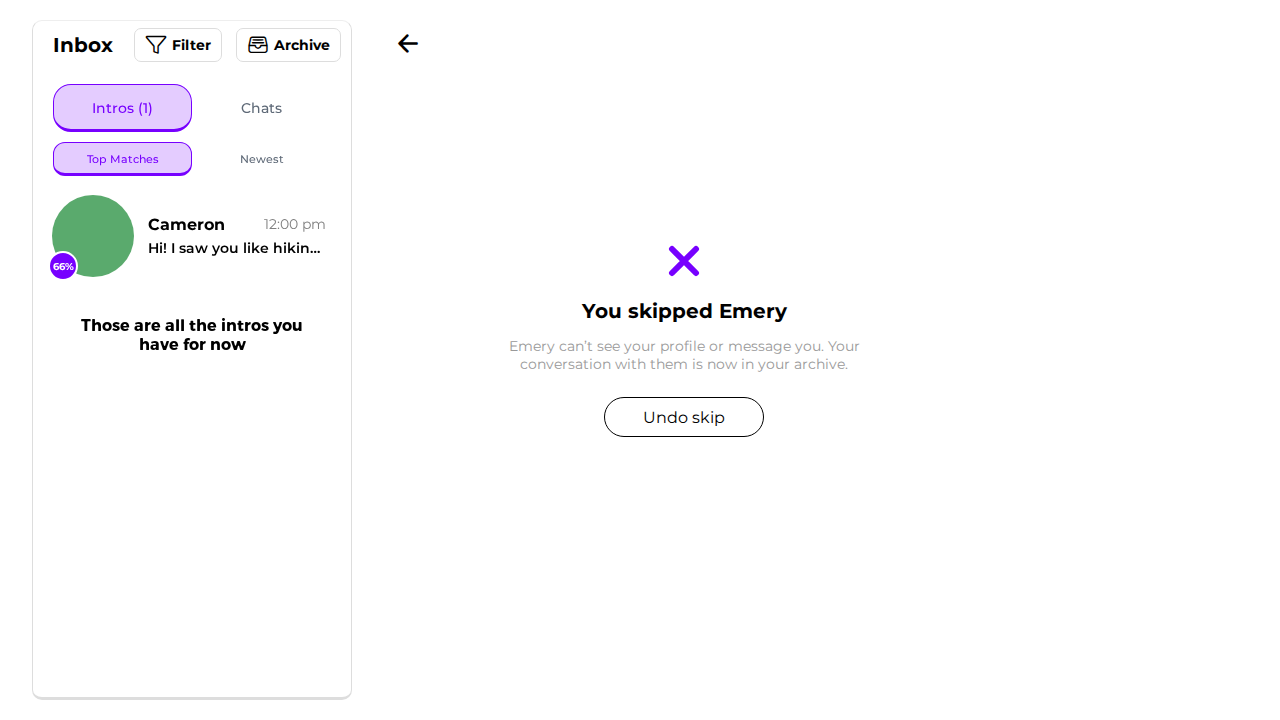 Inbox
Filter
Archive
Intros (1)
Chats
Top Matches
Newest
Cameron
12:00 pm
Hi! I saw you like hikin...
66%
Those are all the intros you
have for now
You skipped Emery
Emery can’t see your profile or message you. Your
conversation with them is now in your archive.
Undo skip